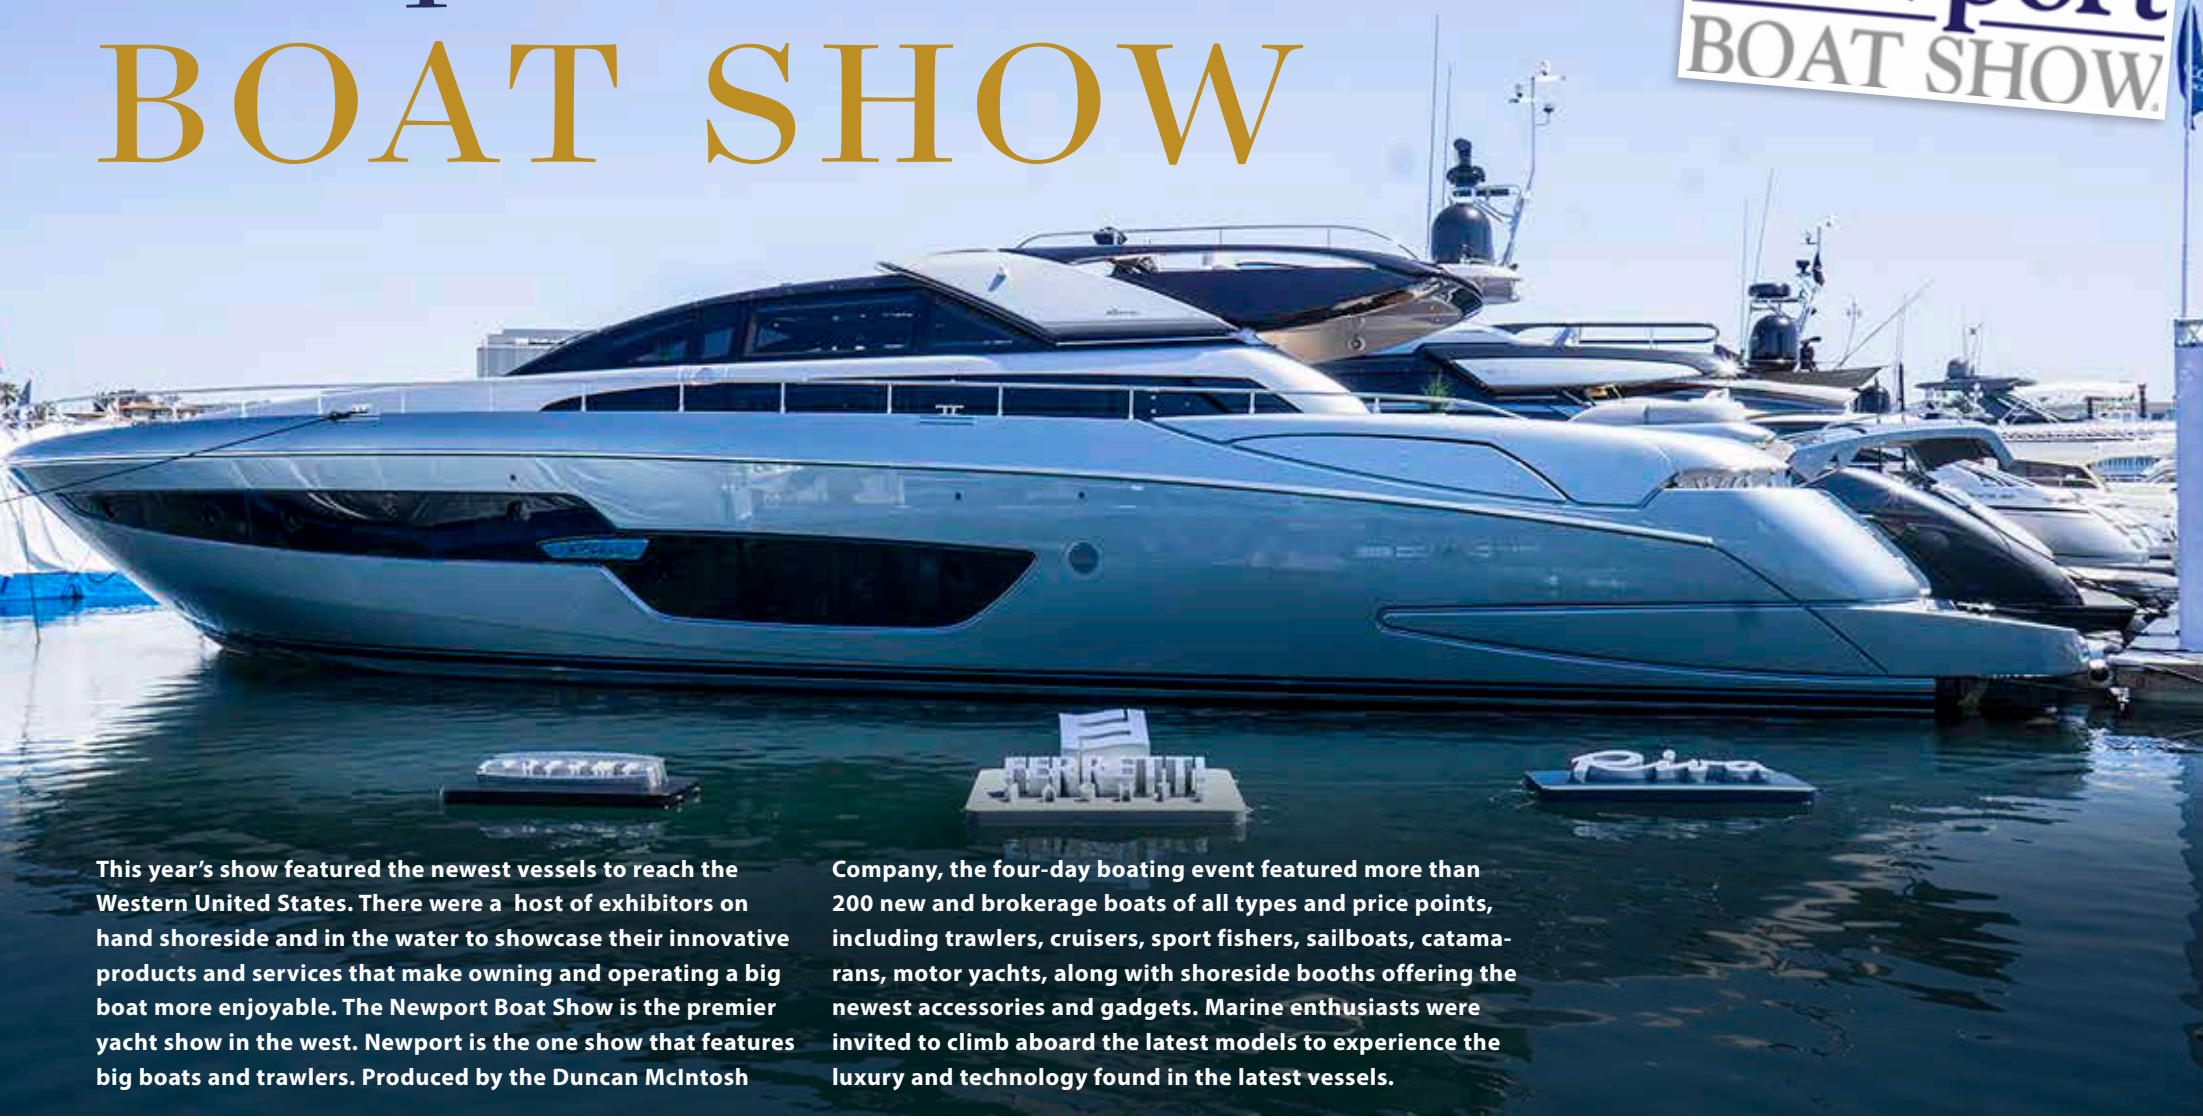 BOAT SHOW
BOAT SHOW
FERRETTI
Riva
This year's show featured the newest vessels to reach the
Western United States. There were a  host of exhibitors on
hand shoreside and in the water to showcase their innovative
products and services that make owning and operating a big
boat more enjoyable. The Newport Boat Show is the premier
yacht show in the west. Newport is the one show that features
big boats and trawlers. Produced by the Duncan McIntosh
Company, the four-day boating event featured more than
200 new and brokerage boats of all types and price points,
including trawlers, cruisers, sport fishers, sailboats, catama-
rans, motor yachts, along with shoreside booths offering the
newest accessories and gadgets. Marine enthusiasts were
invited to climb aboard the latest models to experience the
luxury and technology found in the latest vessels.